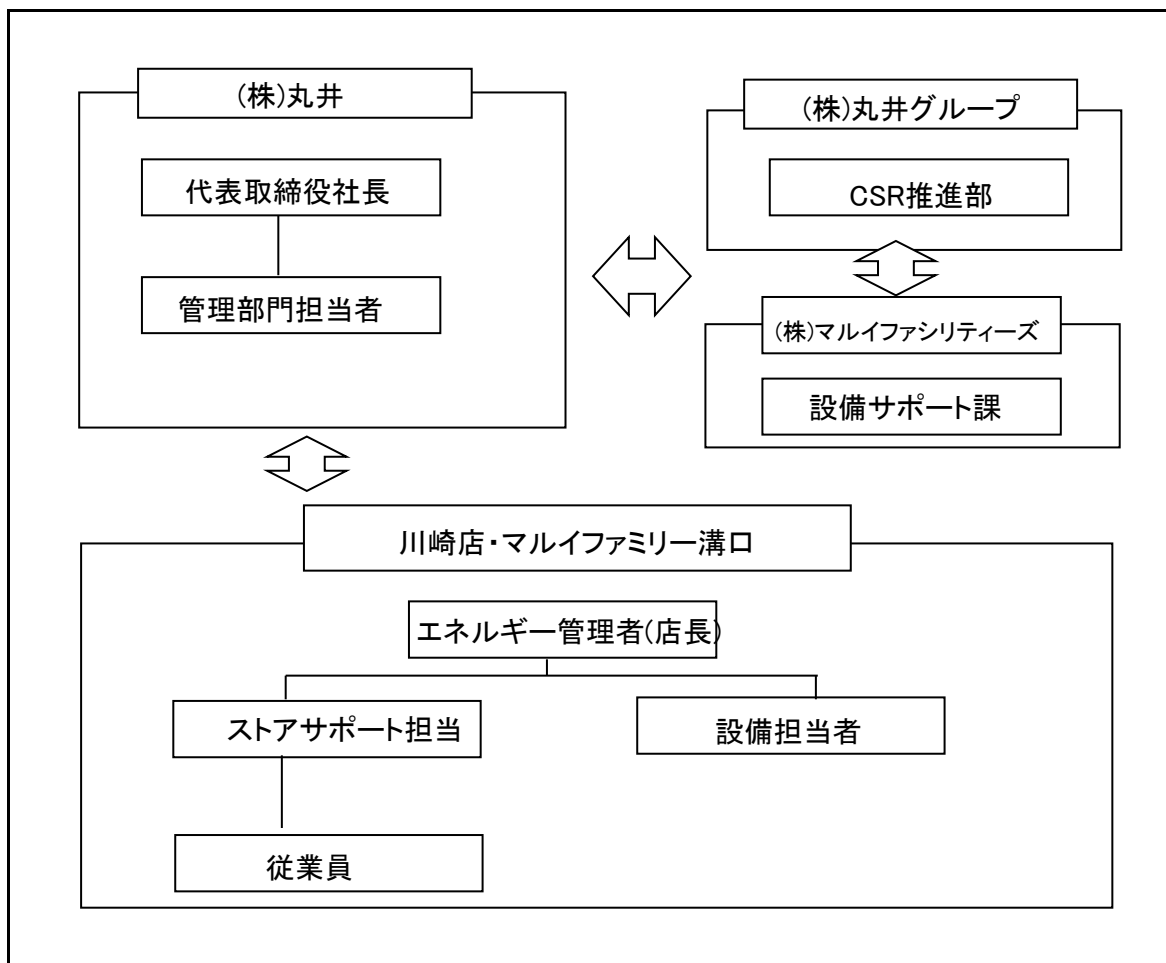 (株)丸井
代表取締役社長
管理部門担当者
(株)丸井グループ
CSR推進部
(株)マルイファシリティーズ
設備サポート課
川崎店・マルイファミリー溝口
エネルギー管理者(店長)
ストアサポート担当
設備担当者
従業員